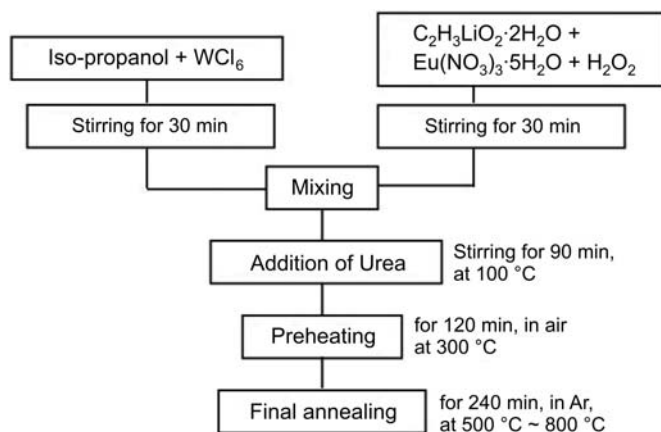 Iso-propanol + WCl₆
C₂H₃LiO₂·2H₂O +
Eu(NO₃)₃·5H₂O + H₂O₂
Stirring for 30 min
Stirring for 30 min
Mixing
Addition of Urea
Stirring for 90 min,
at 100 °C
Preheating
for 120 min, in air
at 300 °C
Final annealing
for 240 min, in Ar,
at 500 °C ~ 800 °C